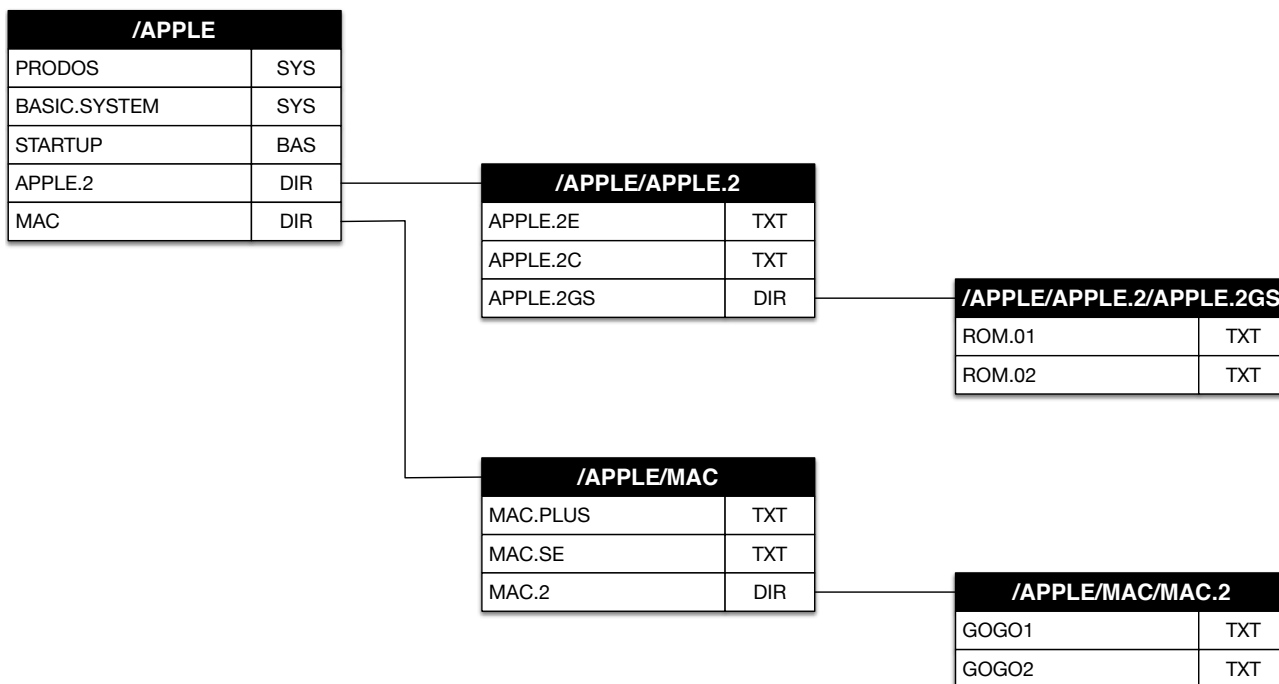 /APPLE
PRODOS SYS
BASIC.SYSTEM SYS
STARTUP BAS
APPLE.2 DIR
MAC DIR
/APPLE/APPLE.2
APPLE.2E TXT
APPLE.2C TXT
APPLE.2GS DIR
/APPLE/APPLE.2/APPLE.2GS
ROM.01 TXT
ROM.02 TXT
/APPLE/MAC
MAC.PLUS TXT
MAC.SE TXT
MAC.2 DIR
/APPLE/MAC/MAC.2
GOGO1 TXT
GOGO2 TXT